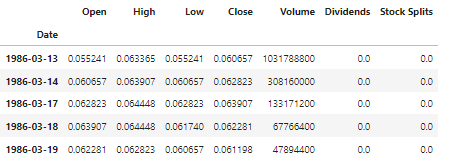 Open High Low Close Volume Dividends Stock Splits
Date
1986-03-13 0.055241 0.063365 0.055241 0.060657 1031788800 0.0 0.0
1986-03-14 0.060657 0.063907 0.060657 0.062823 308160000 0.0 0.0
1986-03-17 0.062823 0.064448 0.062823 0.063907 133171200 0.0 0.0
1986-03-18 0.063907 0.064448 0.061740 0.062281 67766400 0.0 0.0
1986-03-19 0.062281 0.062823 0.060657 0.061198 47894400 0.0 0.0